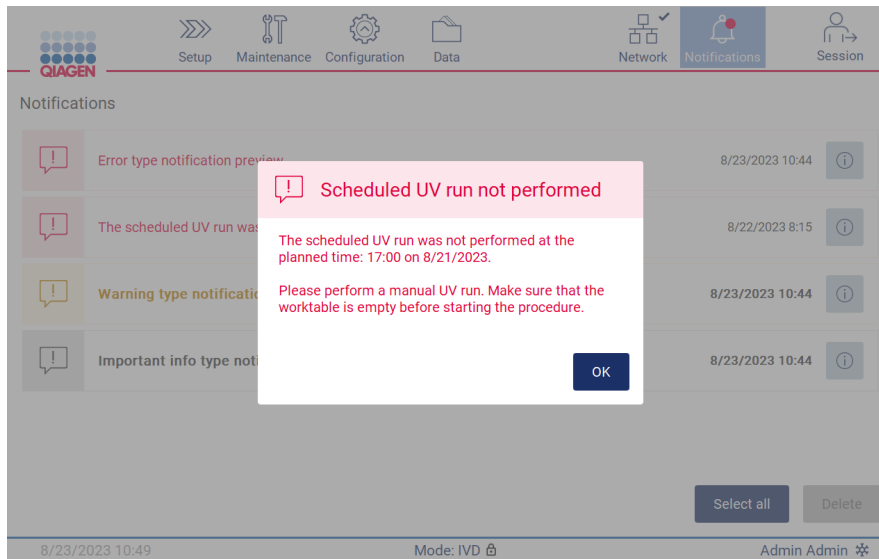 QIAGEN
Setup
Maintenance
Configuration
Data
Network
Notifications
Session
Notifications
Error type notification preview
8/23/2023 10:44
The scheduled UV run was
8/22/2023 8:15
Warning type notificatio
8/23/2023 10:44
Important info type noti
8/23/2023 10:44
Scheduled UV run not performed
The scheduled UV run was not performed at the
planned time: 17:00 on 8/21/2023.
Please perform a manual UV run. Make sure that the
worktable is empty before starting the procedure.
OK
Select all
Delete
8/23/2023 10:49
Mode: IVD
Admin Admin